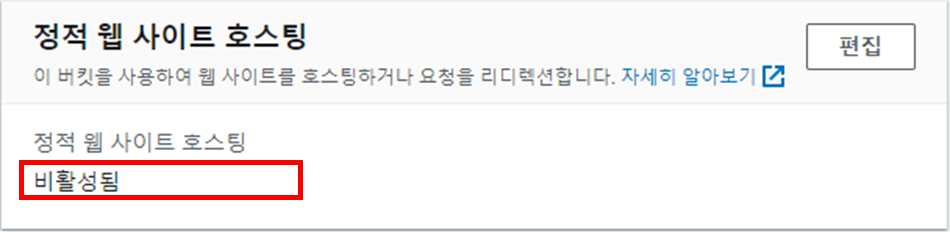 정적 웹 사이트 호스팅
편집
이 버킷을 사용하여 웹 사이트를 호스팅하거나 요청을 리디렉션합니다. 자세히 알아보기
정적 웹 사이트 호스팅
비활성됨